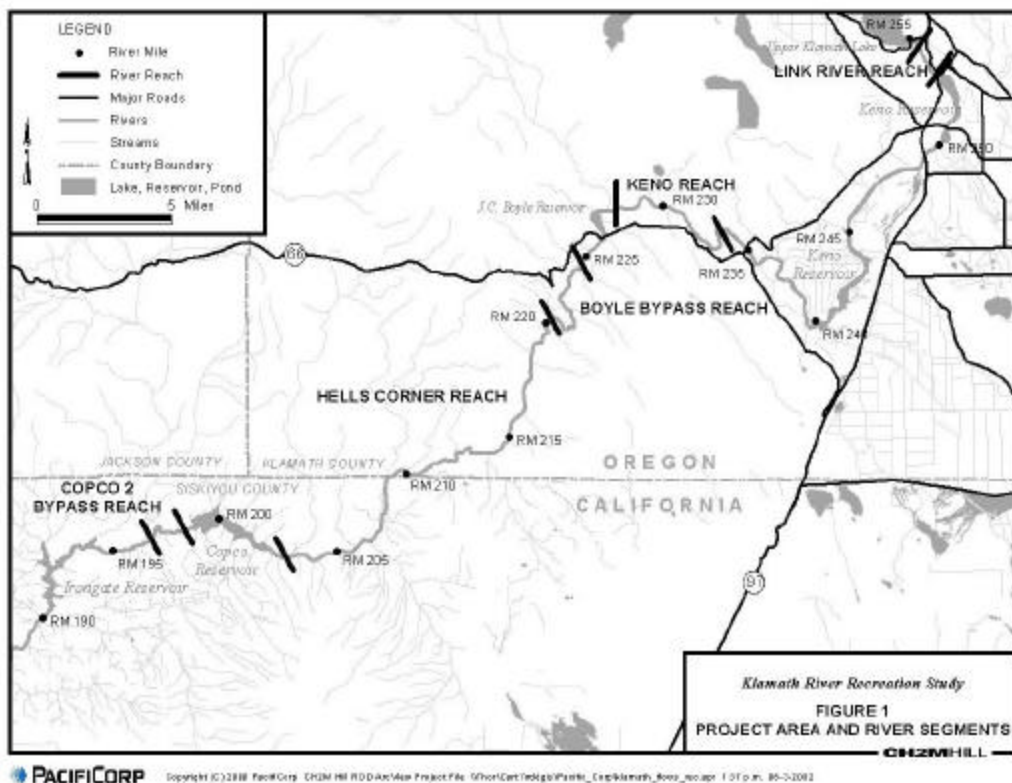 LEGEND
River Mile
River Reach
Major Roads
Rivers
Streams
County Boundary
Lake, Reservoir, Pond
0 5 Miles
RM 255
Upper Klamath Lake
LINK RIVER REACH
Keno Reservoir
RM 250
KENO REACH
RM 230
J.C. Boyle Reservoir
RM 245
Keno
Reservoir
66
RM 225
RM 235
BOYLE BYPASS REACH
RM 220
RM 240
HELLS CORNER REACH
RM 215
JACKSON COUNTY
KLAMATH COUNTY
RM 210
OREGON
SISKIYOU COUNTY
CALIFORNIA
COPCO 2
BYPASS REACH
RM 200
RM 195
Copco
Reservoir
RM 205
Irongate Reservoir
97
RM 190
Klamath River Recreation Study
FIGURE 1
PROJECT AREA AND RIVER SEGMENTS
CH2MHILL
PACIFICORP